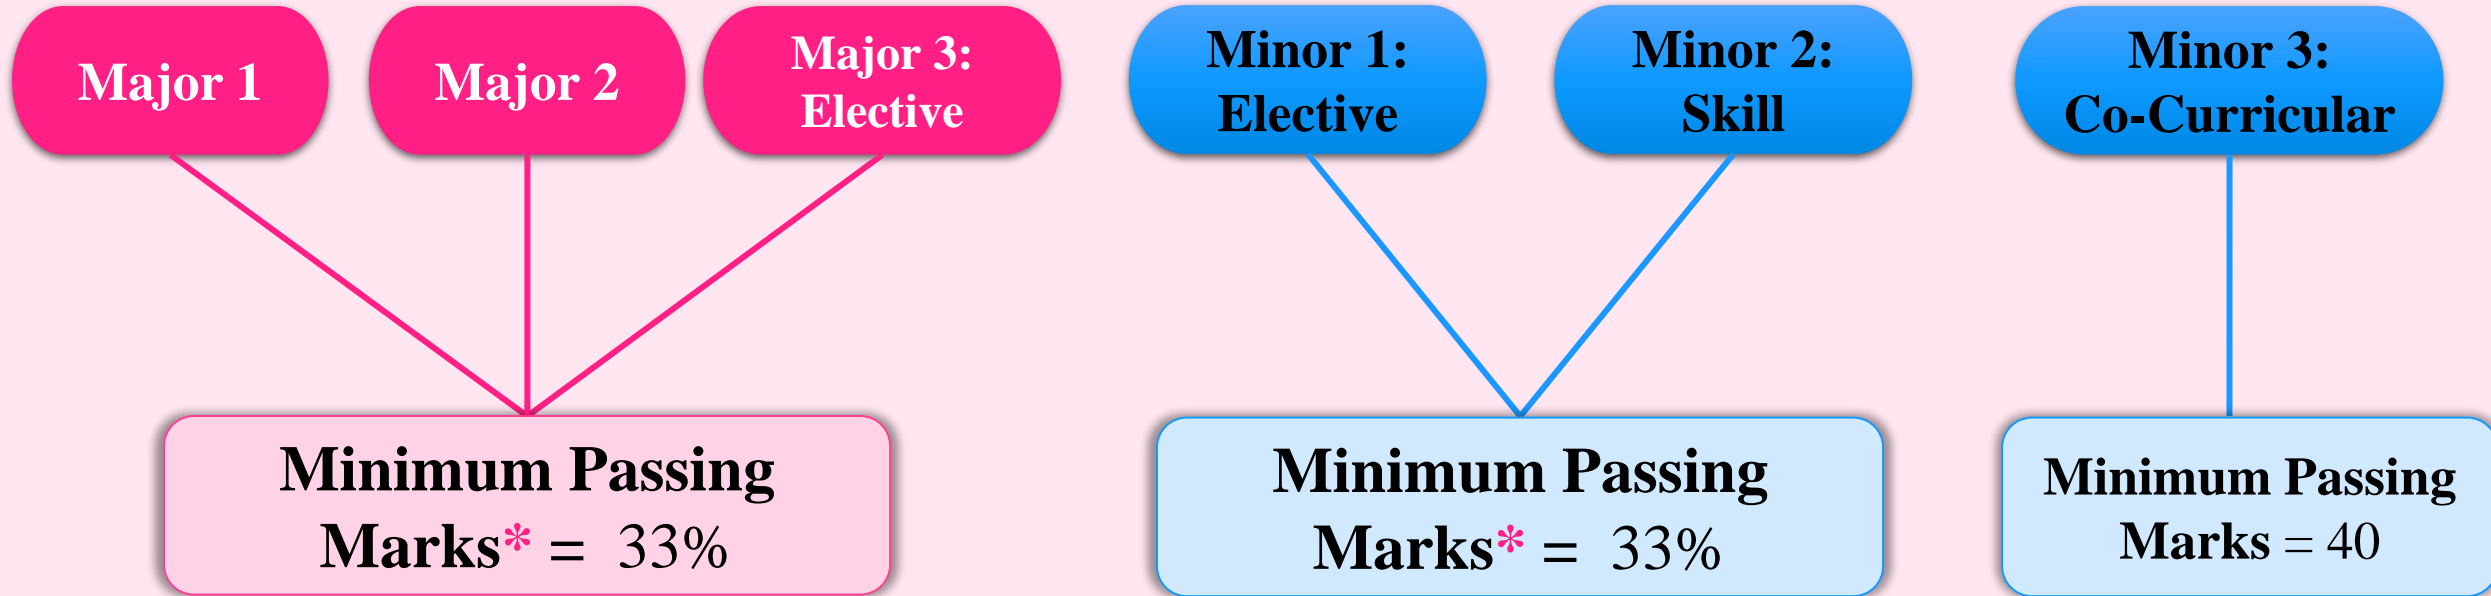 Major 1
Major 2
Major 3:
Elective
Minor 1:
Elective
Minor 2:
Skill
Minor 3:
Co-Curricular
Minimum Passing
Marks* = 33%
Minimum Passing
Marks* = 33%
Minimum Passing
Marks = 40